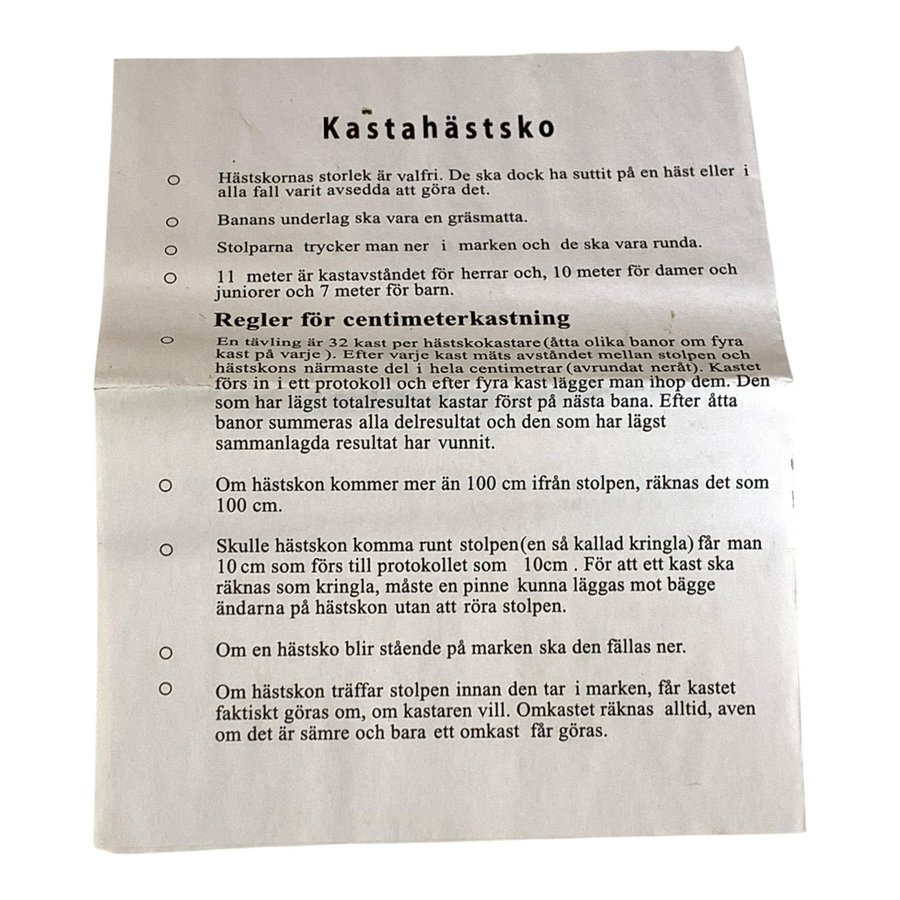 Kastahästsko
Hästskornas storlek är valfri. De ska dock ha suttit på en häst eller i
alla fall varit avsedda att göra det.
Banans underlag ska vara en gräsmatta.
Stolparna trycker man ner i marken och de ska vara runda.
11 meter är kastavståndet för herrar och, 10 meter för damer och
juniorer och 7 meter för barn.
Regler för centimeterkastning
En tävling är 32 kast per hästskokastare (åtta olika banor om fyra
kast på varje ). Efter varje kast mäts avståndet mellan stolpen och
hästskons närmaste del i hela centimetrar (avrundat neråt). Kastet
förs in i ett protokoll och efter fyra kast lägger man ihop dem. Den
som har lägst totalresultat kastar först på nästa bana. Efter åtta
banor summeras alla delresultat och den som har lägst
sammanlagda resultat har vunnit.
Om hästskon kommer mer än 100 cm ifrån stolpen, räknas det som
100 cm.
Skulle hästskon komma runt stolpen(en så kallad kringla) får man
10 cm som förs till protokollet som 10cm . För att ett kast ska
räknas som kringla, måste en pinne kunna läggas mot bägge
ändarna på hästskon utan att röra stolpen.
Om en hästsko blir stående på marken ska den fällas ner.
Om hästskon träffar stolpen innan den tar i marken, får kastet
faktiskt göras om, om kastaren vill. Omkastet räknas alltid, aven
om det är sämre och bara ett omkast får göras.